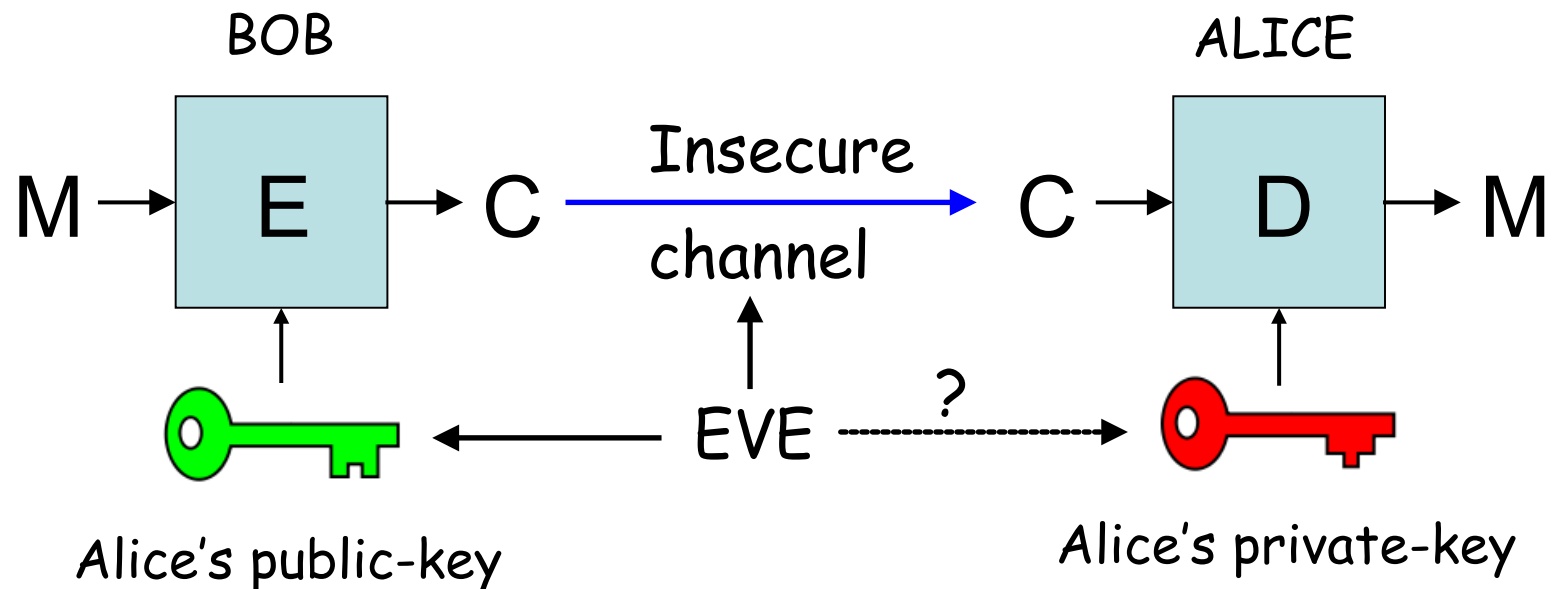 BOB
ALICE
Insecure
M
E
C
C
D
M
channel
?
EVE
Alice's public-key
Alice's private-key